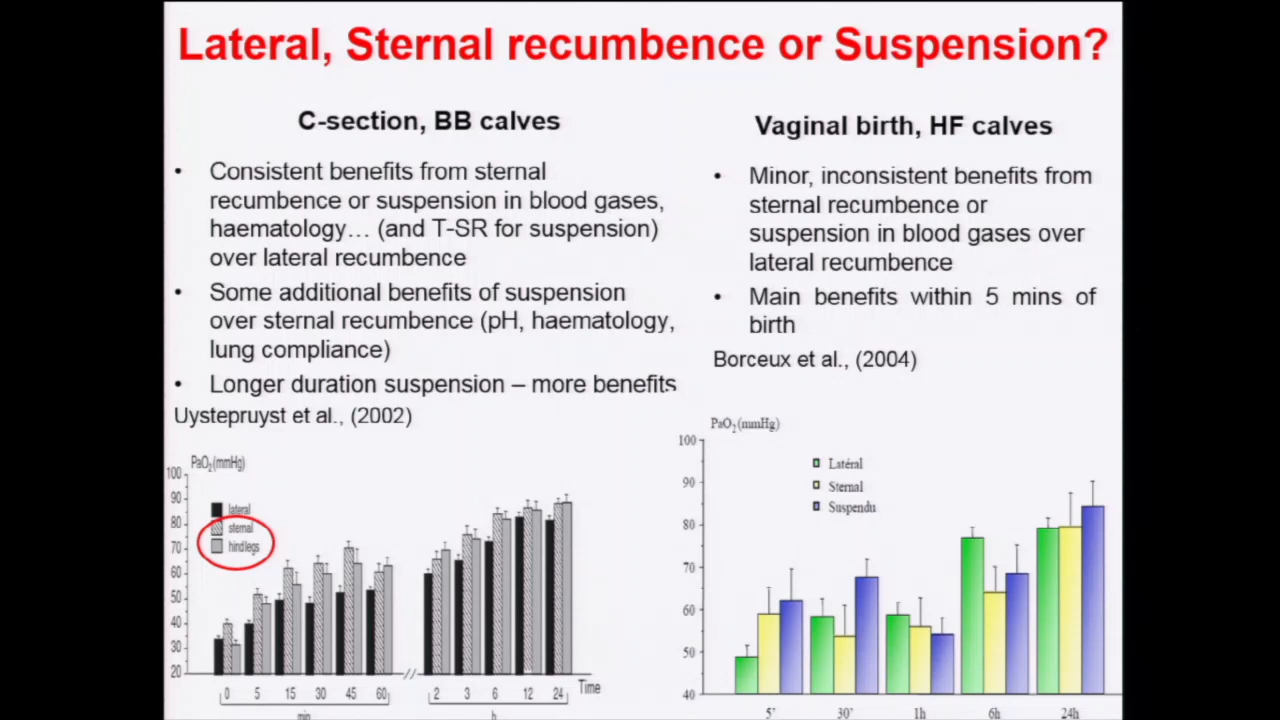 Lateral, Sternal recumbence or Suspension?
C-section, BB calves
• Consistent benefits from sternal
recumbence or suspension in blood gases,
haematology… (and T-SR for suspension)
over lateral recumbence
• Some additional benefits of suspension
over sternal recumbence (pH, haematology,
lung compliance)
• Longer duration suspension – more benefits
Uystepruyst et al., (2002)
Vaginal birth, HF calves
• Minor, inconsistent benefits from
sternal recumbence or
suspension in blood gases over
lateral recumbence
• Main benefits within 5 mins of
birth
Borceux et al., (2004)
PaO2 (mmHg)
100
90
80
70
60
50
40
30
20
lateral
sternal
hindlegs
0 5 15 30 45 60 2 3 6 12 24 Time
min h
PaO2 (mmHg)
100
90
80
70
60
50
40
Latéral
Sternal
Suspendu
5' 30' 1h 6h 24h